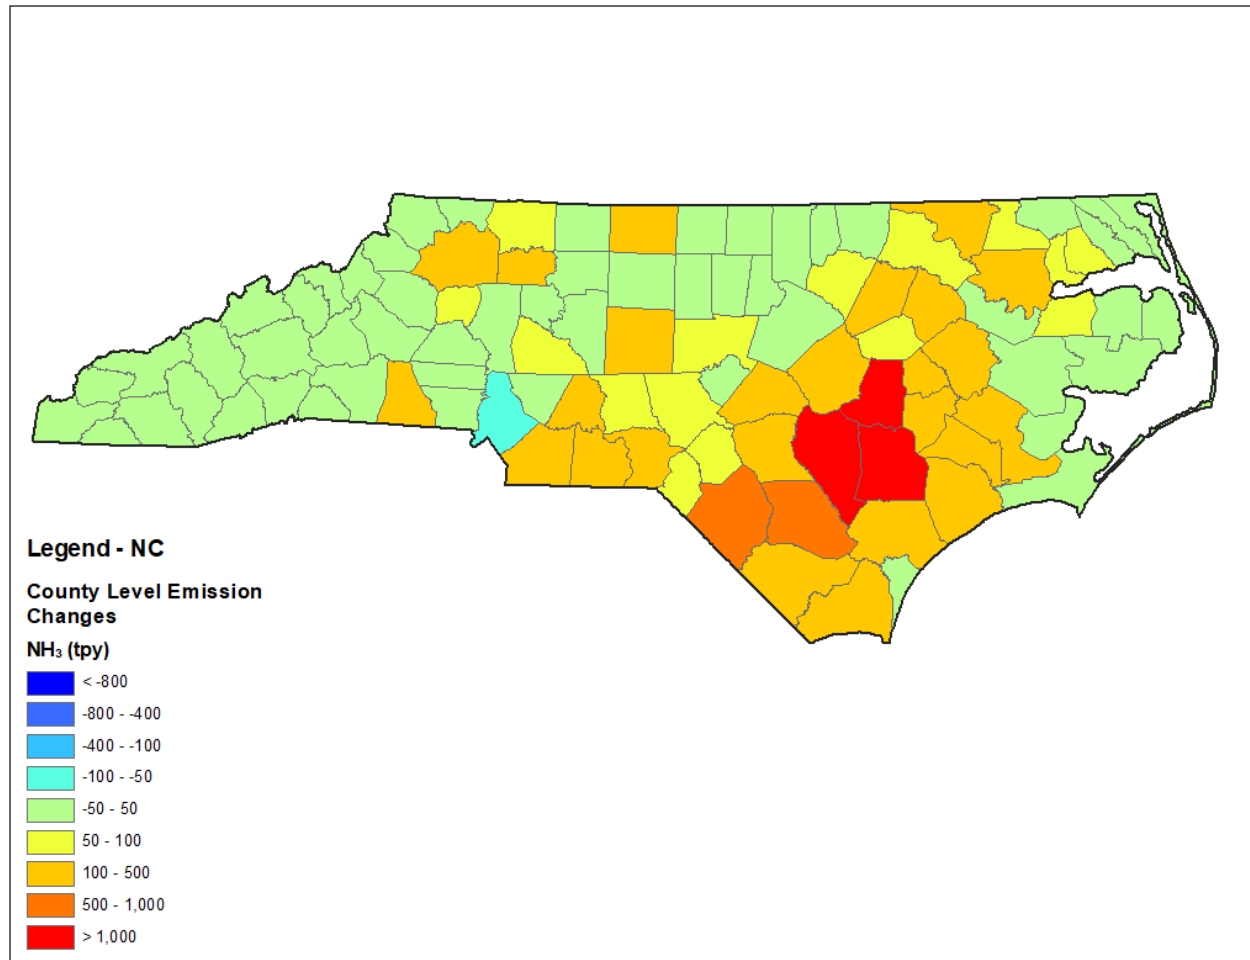 Legend - NC
County Level Emission
Changes
NH₃ (tpy)
< -800
-800 - -400
-400 - -100
-100 - -50
-50 - 50
50 - 100
100 - 500
500 - 1,000
> 1,000